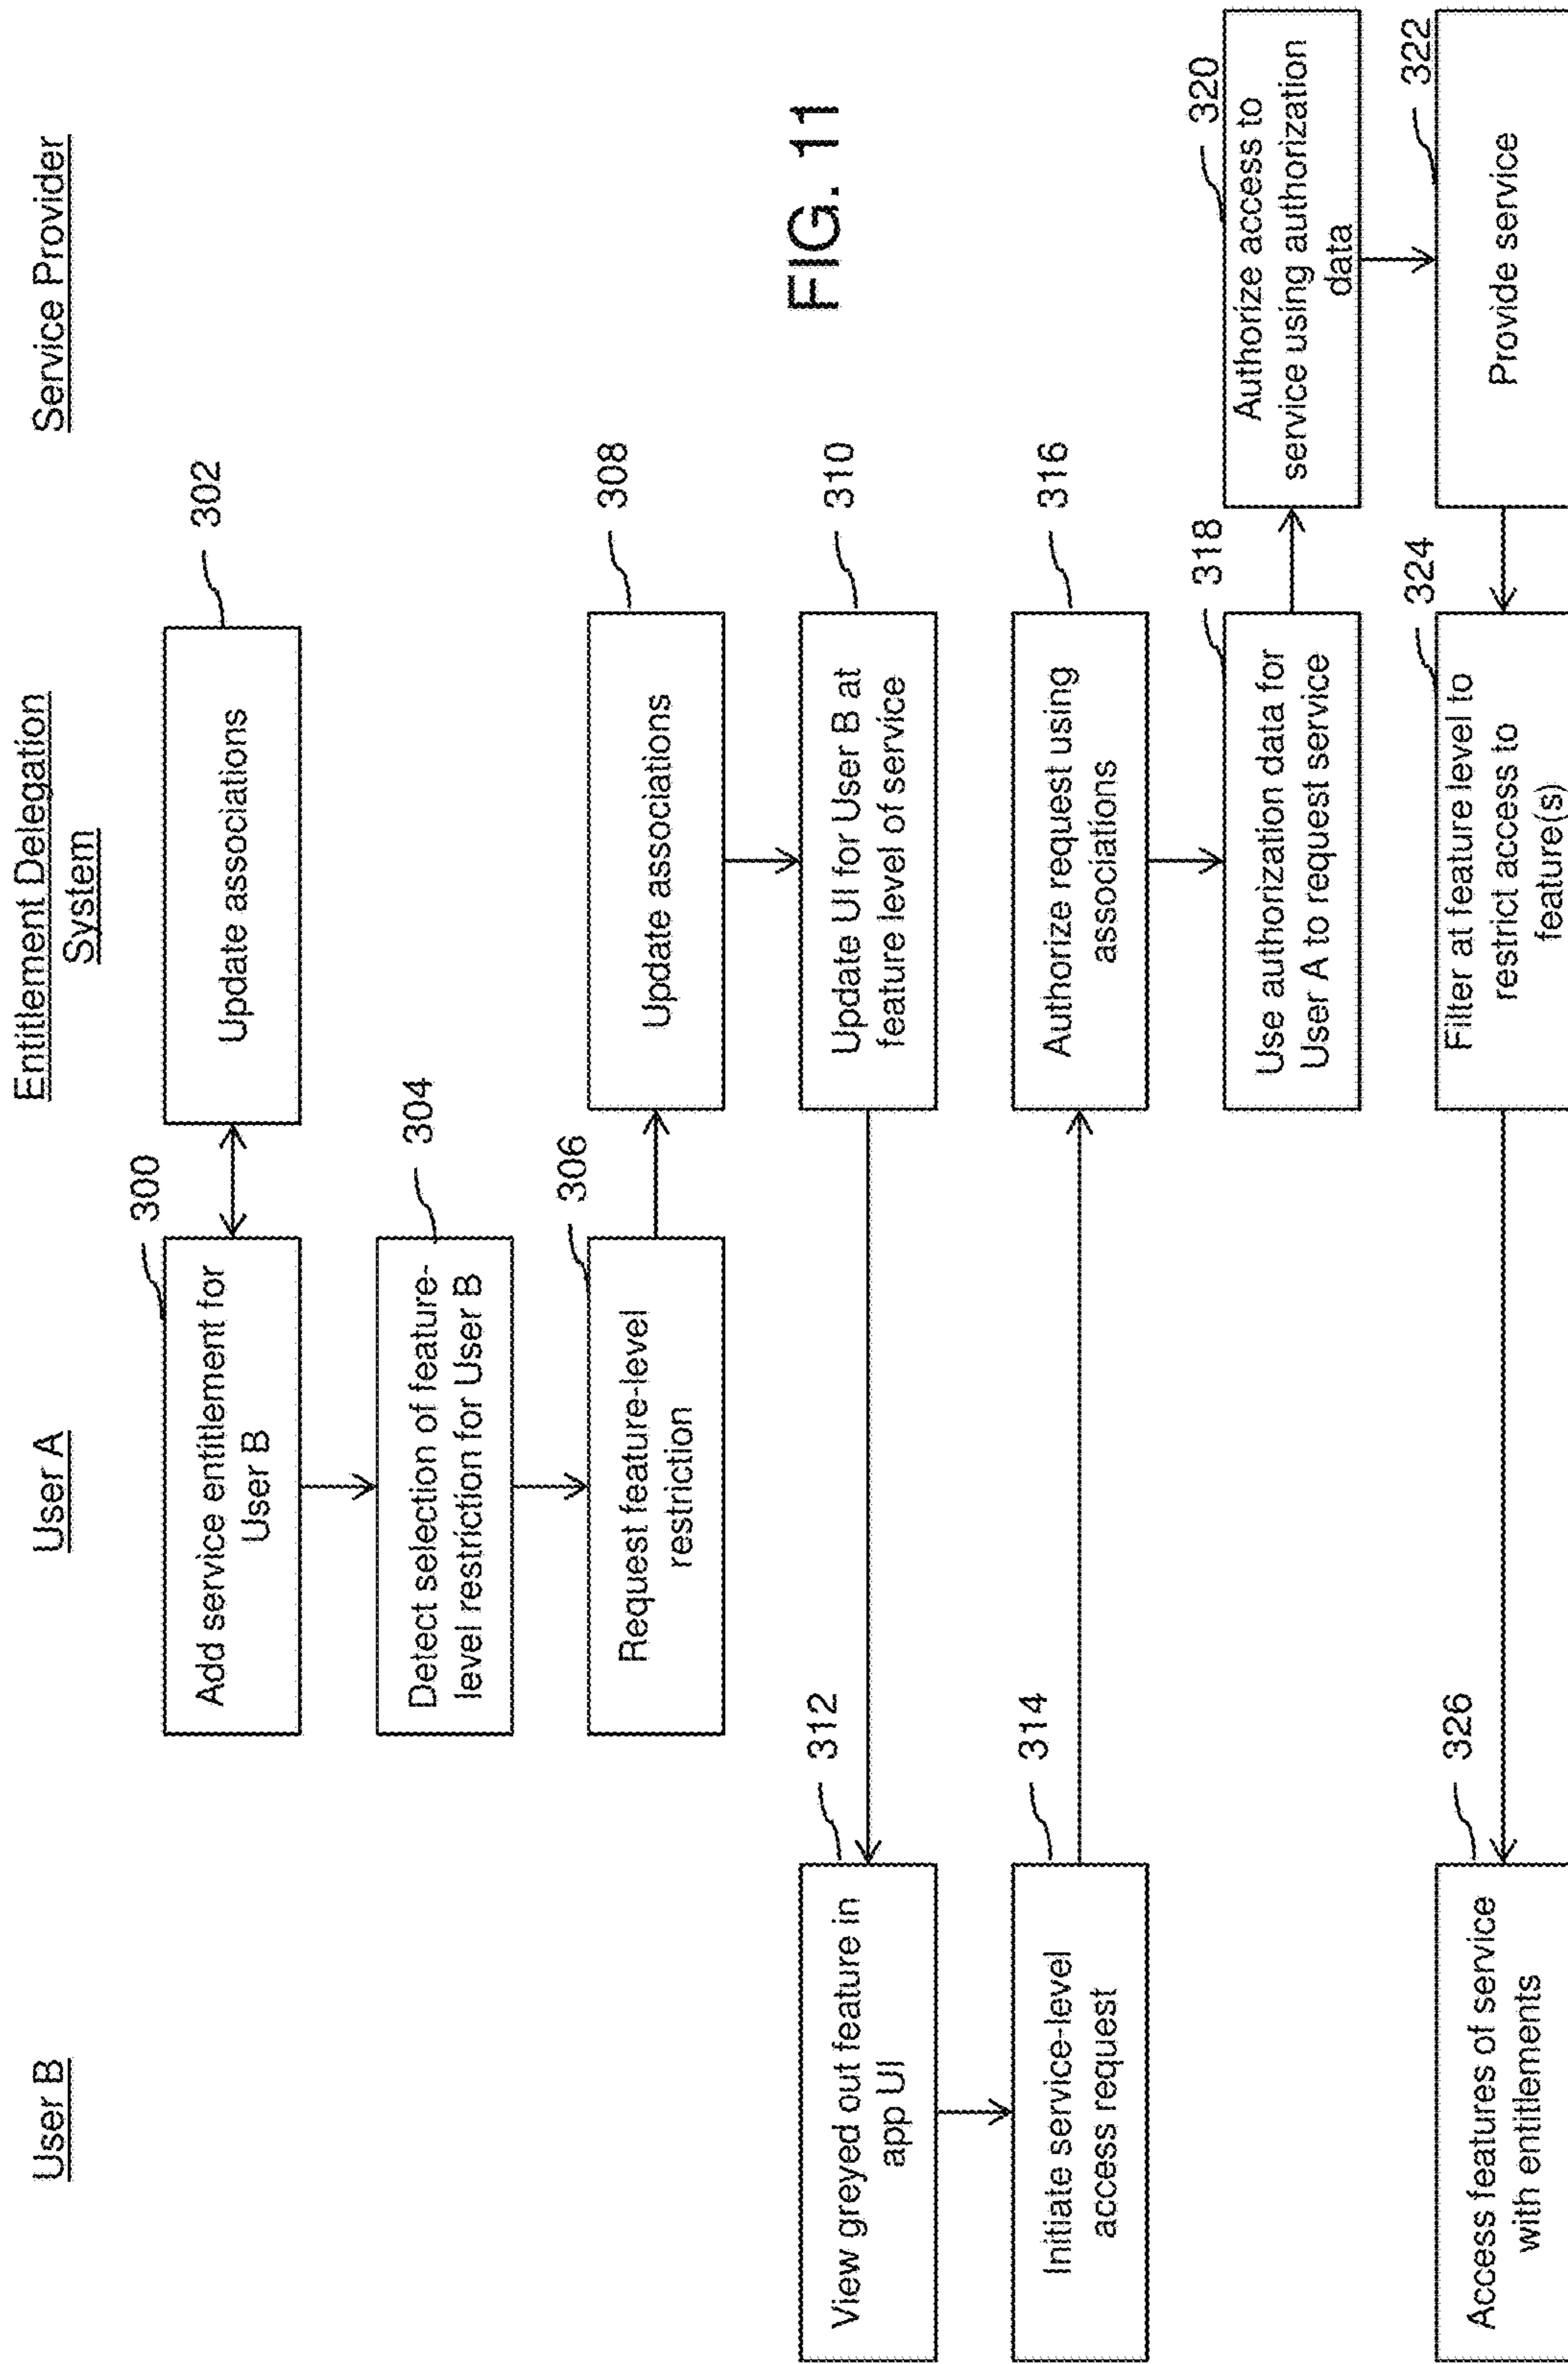 User B
User A
Entitlement Delegation
System
Service Provider
300
Add service entitlement for
User B
302
Update associations
304
Detect selection of feature-
level restriction for User B
306
Request feature-level
restriction
308
Update associations
310
Update UI for User B at
feature level of service
312
View greyed out feature in
app UI
314
Initiate service-level
access request
316
Authorize request using
associations
318
Use authorization data for
User A to request service
320
Authorize access to
service using authorization
data
322
Provide service
324
Filter at feature level to
restrict access to
feature(s)
326
Access features of service
with entitlements
FIG. 11